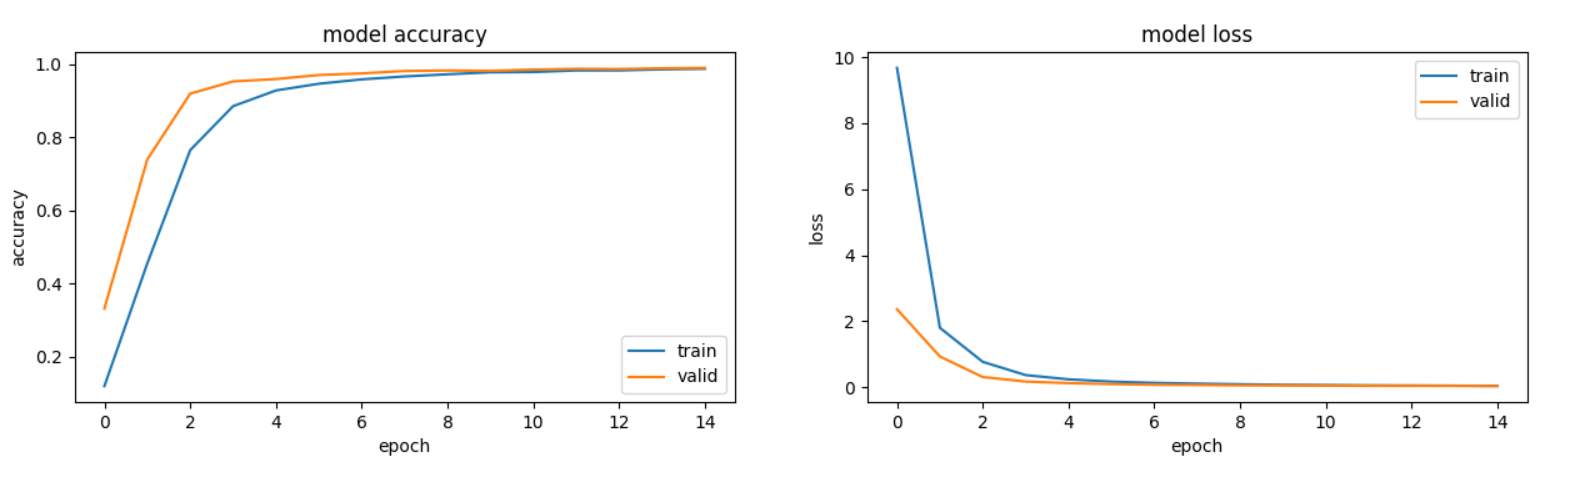 model accuracy
1.0
0.8
0.6
0.4
0.2
accuracy
train
valid
0 2 4 6 8 10 12 14
epoch
model loss
10
8
6
4
2
0
loss
train
valid
0 2 4 6 8 10 12 14
epoch